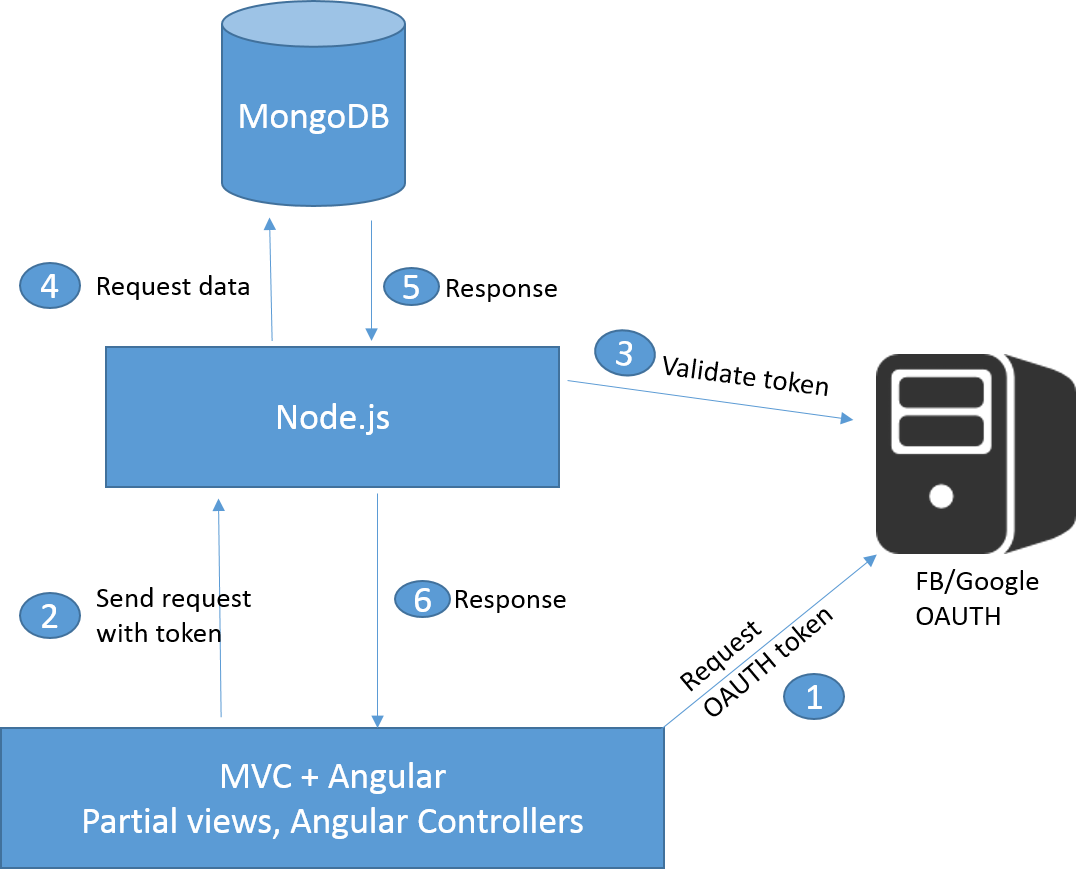 MongoDB
4
Request data
5
Response
3
Validate token
Node.js
FB/Google
OAUTH
2
Send request
with token
6
Response
Request
OAUTH token
1
MVC + Angular
Partial views, Angular Controllers